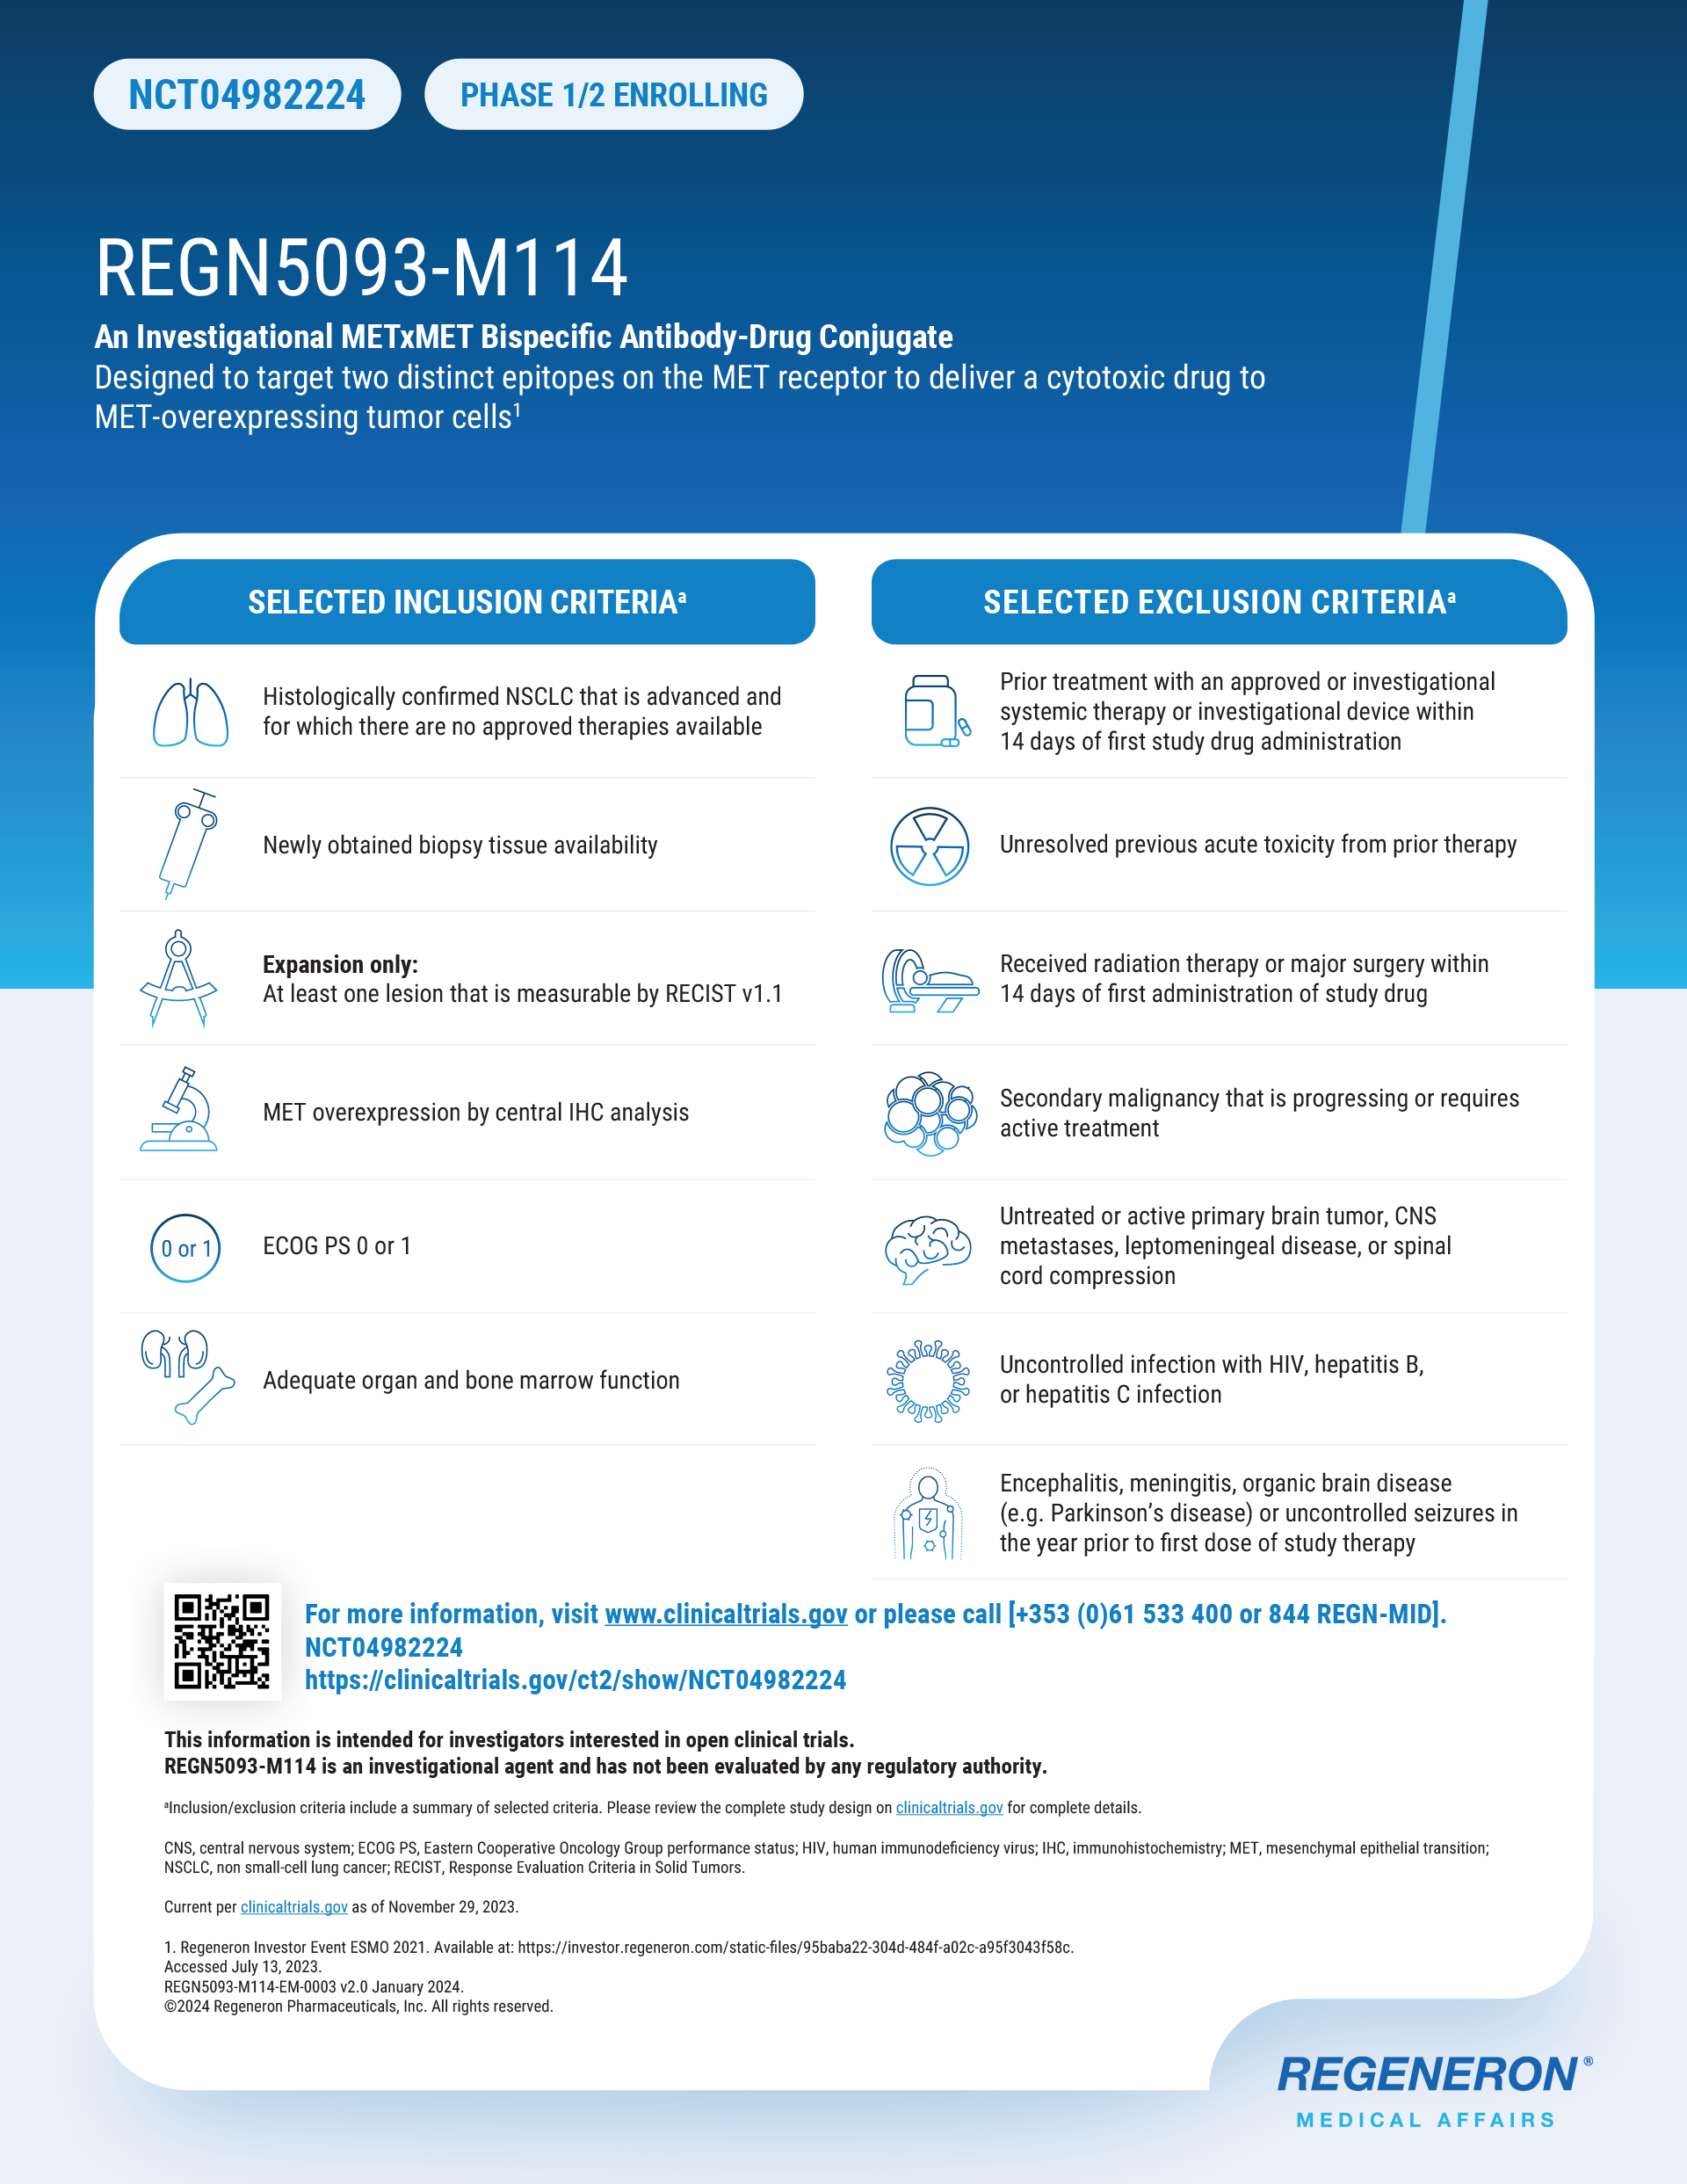 NCT04982224
PHASE 1/2 ENROLLING
REGN5093-M114
An Investigational METxMET Bispecific Antibody-Drug Conjugate
Designed to target two distinct epitopes on the MET receptor to deliver a cytotoxic drug to
MET-overexpressing tumor cells¹
SELECTED INCLUSION CRITERIAᵃ
Histologically confirmed NSCLC that is advanced and
for which there are no approved therapies available
Newly obtained biopsy tissue availability
Expansion only:
At least one lesion that is measurable by RECIST v1.1
MET overexpression by central IHC analysis
0 or 1
ECOG PS 0 or 1
Adequate organ and bone marrow function
SELECTED EXCLUSION CRITERIAᵃ
Prior treatment with an approved or investigational
systemic therapy or investigational device within
14 days of first study drug administration
Unresolved previous acute toxicity from prior therapy
Received radiation therapy or major surgery within
14 days of first administration of study drug
Secondary malignancy that is progressing or requires
active treatment
Untreated or active primary brain tumor, CNS
metastases, leptomeningeal disease, or spinal
cord compression
Uncontrolled infection with HIV, hepatitis B,
or hepatitis C infection
Encephalitis, meningitis, organic brain disease
(e.g. Parkinson's disease) or uncontrolled seizures in
the year prior to first dose of study therapy
For more information, visit www.clinicaltrials.gov or please call [+353 (0)61 533 400 or 844 REGN-MID].
NCT04982224
https://clinicaltrials.gov/ct2/show/NCT04982224
This information is intended for investigators interested in open clinical trials.
REGN5093-M114 is an investigational agent and has not been evaluated by any regulatory authority.
ᵃInclusion/exclusion criteria include a summary of selected criteria. Please review the complete study design on clinicaltrials.gov for complete details.
CNS, central nervous system; ECOG PS, Eastern Cooperative Oncology Group performance status; HIV, human immunodeficiency virus; IHC, immunohistochemistry; MET, mesenchymal epithelial transition;
NSCLC, non small-cell lung cancer; RECIST, Response Evaluation Criteria in Solid Tumors.
Current per clinicaltrials.gov as of November 29, 2023.
1. Regeneron Investor Event ESMO 2021. Available at: https://investor.regeneron.com/static-files/95baba22-304d-484f-a02c-a95f3043f58c.
Accessed July 13, 2023.
REGN5093-M114-EM-0003 v2.0 January 2024.
©2024 Regeneron Pharmaceuticals, Inc. All rights reserved.
REGENERON®
MEDICAL AFFAIRS